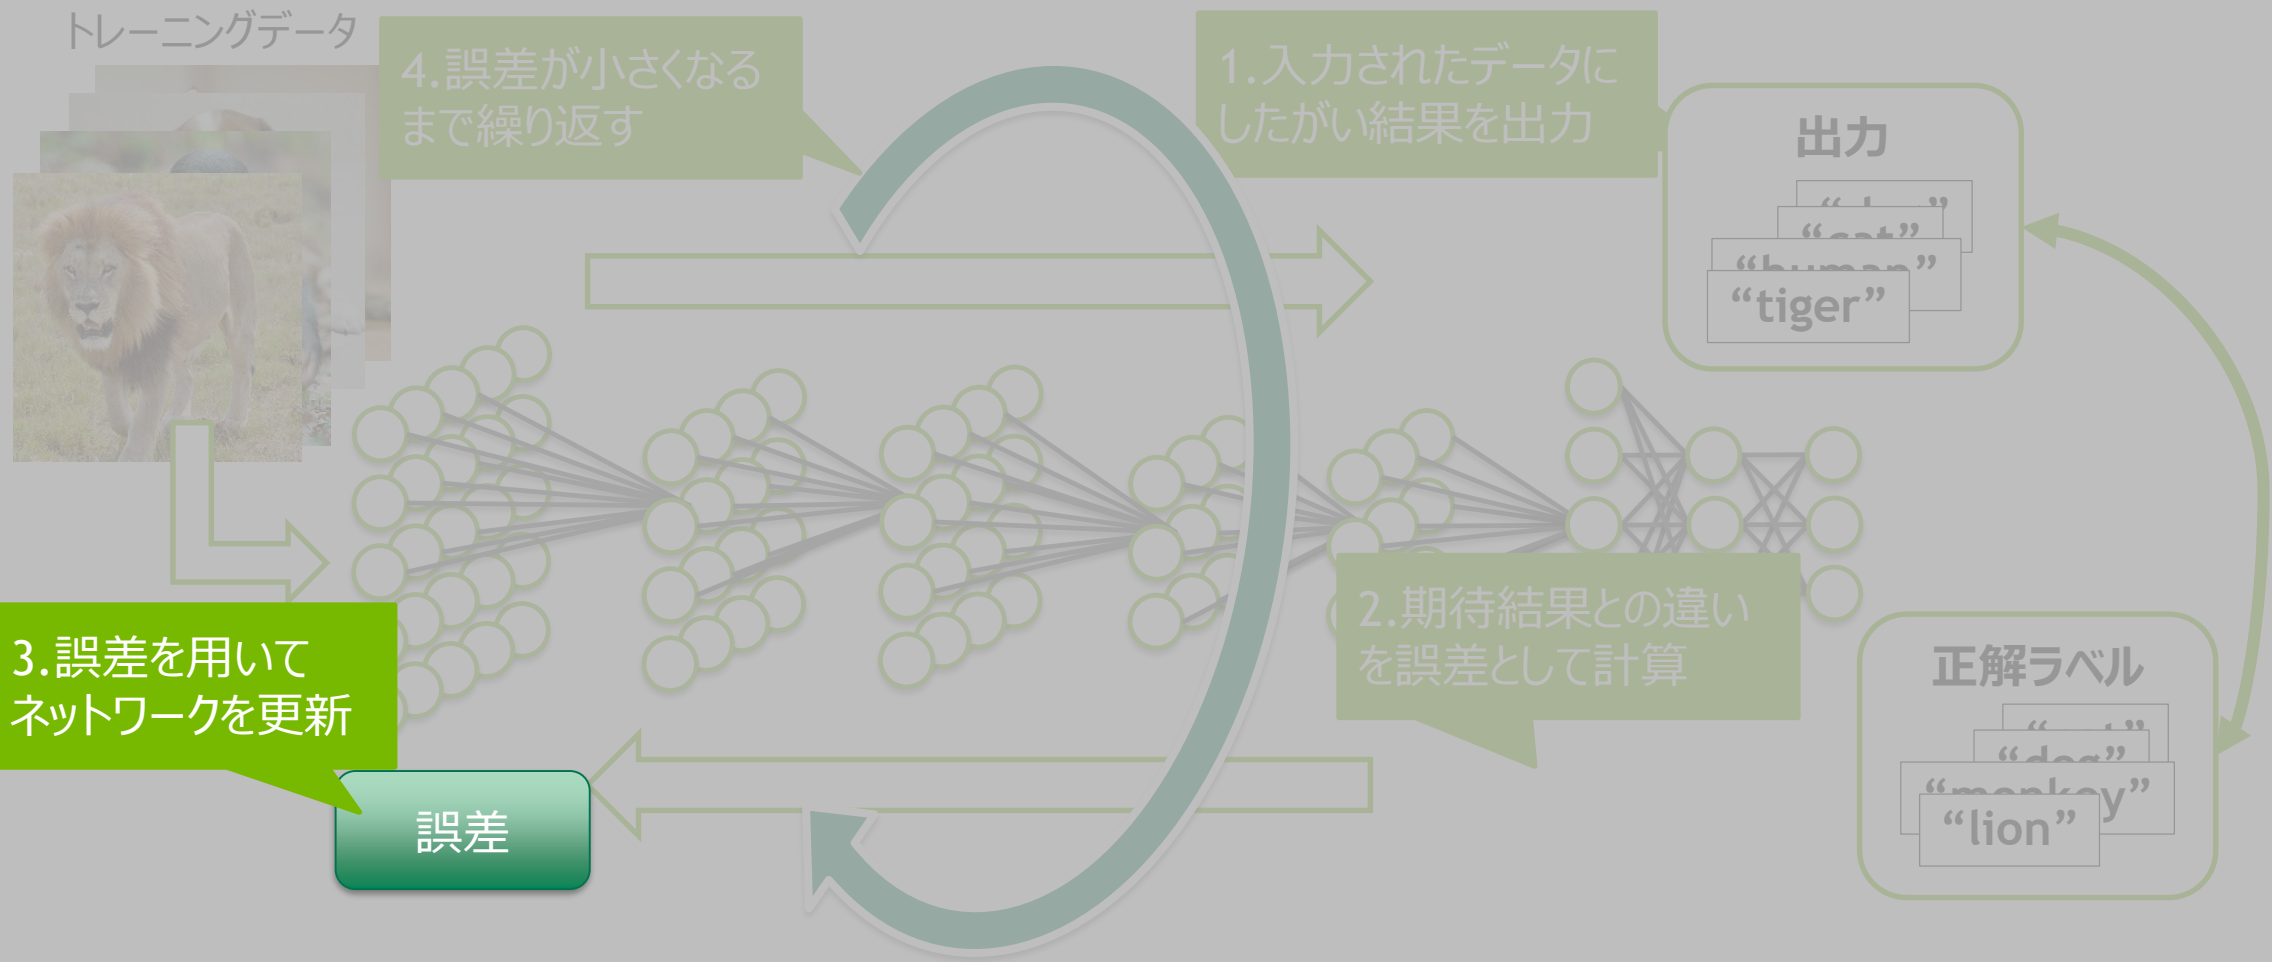 トレーニングデータ
4.誤差が小さくなる
まで繰り返す
1.入力されたデータに
したがい結果を出力
出力
“cat”
“human”
“tiger”
2.期待結果との違い
を誤差として計算
3.誤差を用いて
ネットワークを更新
誤差
正解ラベル
“dog”
“monkey”
“lion”